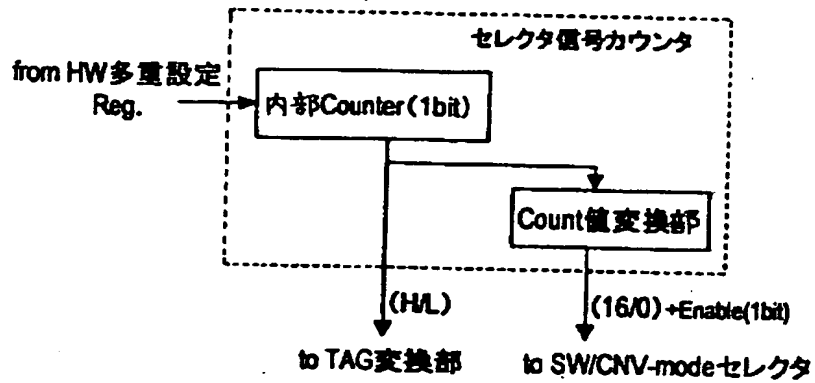 セレクタ信号カウンタ
from HW多重設定
Reg.
内部Counter(1bit)
Count値変換部
(H/L)
(16/0)+Enable(1bit)
to TAG変換部
to SW/CNV-modeセレクタ